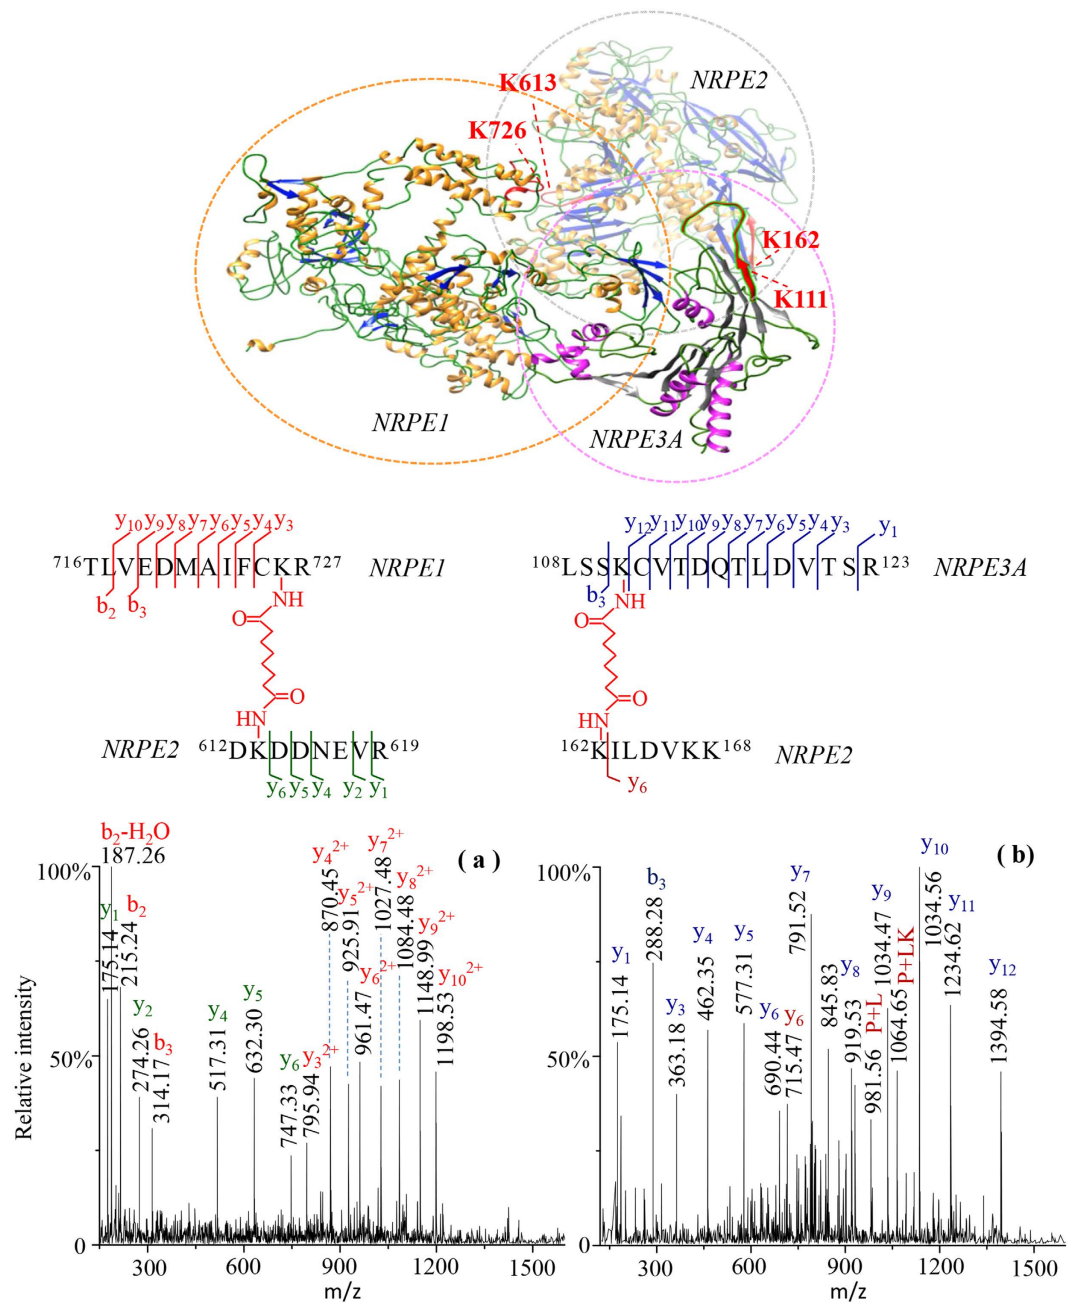 K613
NRPE2
K726
K162
K111
NRPE1
NRPE3A
y10 y9 y8 y7 y6 y5 y4 y3
716TLVEDMAIFCKR727 NRPE1
b2 b3
NH
O
O
HN
NRPE2 612DKDDNEVR619
y6 y5 y4 y2 y1
y12 y11 y10 y9 y8 y7 y6 y5 y4 y3 y1
108LSSKCVTDQTLDVTSR123 NRPE3A
b3
NH
O
O
HN
162KILDVKK168 NRPE2
y6
( a )
Relative intensity
100%
50%
0
b2-H2O
187.26
y1
175.14
b2
215.24
y2
274.26
b3
314.17
y4
517.31
y5
632.30
y6
747.33
y3 2+
795.94
y4 2+
870.45
y5 2+
925.91
y6 2+
961.47
y7 2+
1027.48
y8 2+
1084.48
y9 2+
1148.99
y10 2+
1198.53
300 600 900 1200 1500
m/z
( b )
100%
50%
0
y1
175.14
b3
288.28
y3
363.18
y4
462.35
y5
577.31
y6
690.44
y6
715.47
y7
791.52
845.83
y8
919.53
P+L
981.56
y9
1034.47
P+LK
1064.65
y10
1034.56
y11
1234.62
y12
1394.58
300 600 900 1200 1500
m/z